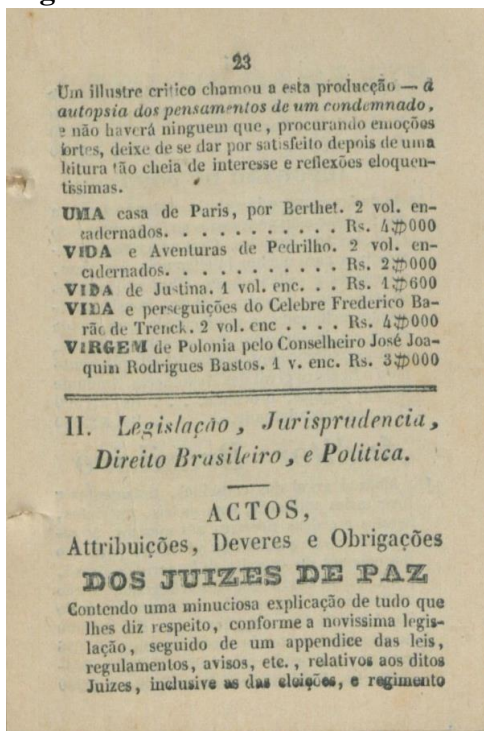 23
Um illustre critico chamou a esta producção — a
autopsia dos pensamentos de um condemnado,
e não haverá ninguem que, procurando emoções
fortes, deixe de se dar por satisfeito depois de uma
leitura tão cheia de interesse e reflexões eloquen-
tissimas.
UMA casa de Paris, por Berthet. 2 vol. en-
cadernados. . . . . . . . . . . . Rs. 4$000
VIDA e Aventuras de Pedrilho. 2 vol. en-
cadernados. . . . . . . . . . . . Rs. 2$000
VIDA de Justina. 1 vol. enc. . . Rs. 1$600
VIDA e perseguições do Celebre Frederico Ba-
rão de Trenck. 2 vol. enc . . . . Rs. 4$000
VIRGEM de Polonia pelo Conselheiro José Joa-
quim Rodrigues Bastos. 1 v. enc. Rs. 3$000
II. Legislação, Jurisprudencia,
Direito Brasileiro, e Politica.
ACTOS,
Attribuições, Deveres e Obrigações
DOS JUIZES DE PAZ
Contendo uma minuciosa explicação de tudo que
lhes diz respeito, conforme a novissima legis-
lação, seguido de um appendice das leis,
regulamentos, avisos, etc., relativos aos ditos
Juizes, inclusive as das eleições, e regimento